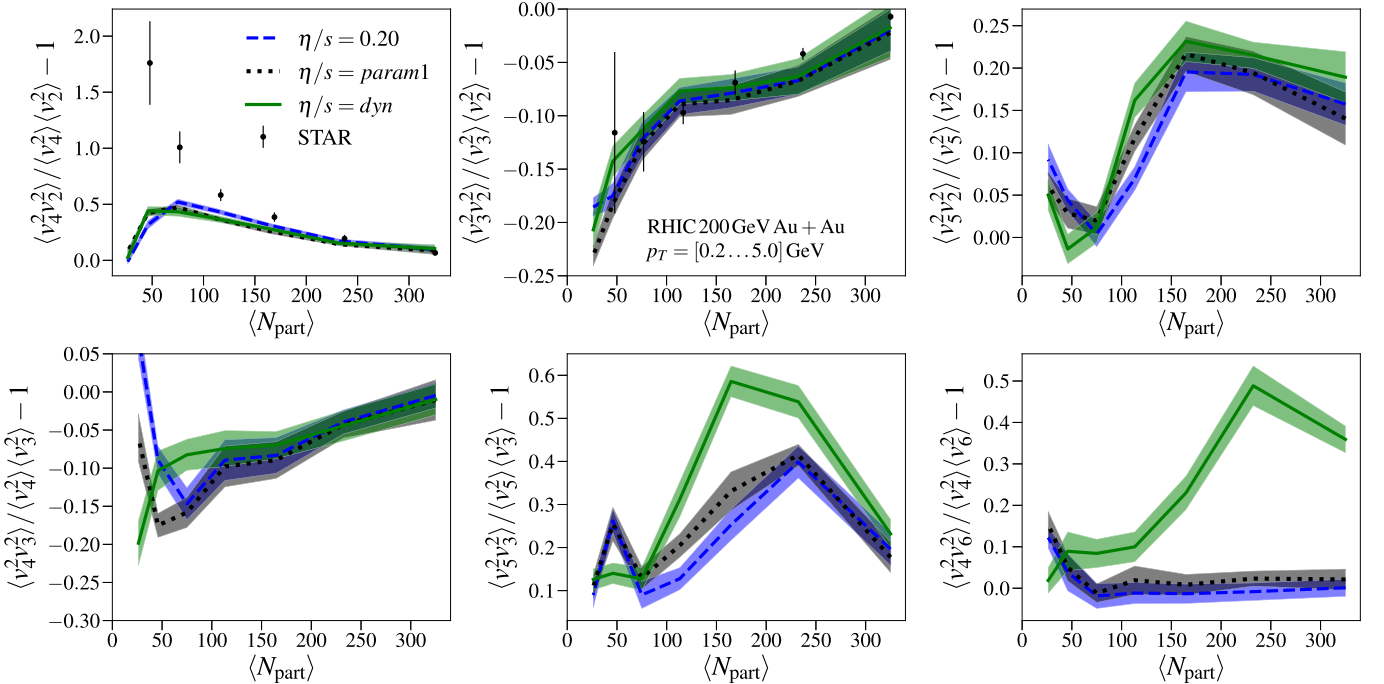 ⟨v₄²v₂²⟩/⟨v₄²⟩⟨v₂²⟩ − 1
2.0
1.5
1.0
0.5
0.0
50 100 150 200 250 300
⟨N_part⟩
η/s = 0.20
η/s = param1
η/s = dyn
STAR
⟨v₃²v₂²⟩/⟨v₃²⟩⟨v₂²⟩ − 1
0.00
−0.05
−0.10
−0.15
−0.20
−0.25
0 50 100 150 200 250 300
⟨N_part⟩
RHIC 200 GeV Au + Au
p_T = [0.2…5.0] GeV
⟨v₅²v₂²⟩/⟨v₅²⟩⟨v₂²⟩ − 1
0.25
0.20
0.15
0.10
0.05
0.00
0 50 100 150 200 250 300
⟨N_part⟩
⟨v₄²v₃²⟩/⟨v₄²⟩⟨v₃²⟩ − 1
0.05
0.00
−0.05
−0.10
−0.15
−0.20
−0.25
−0.30
0 50 100 150 200 250 300
⟨N_part⟩
⟨v₅²v₃²⟩/⟨v₅²⟩⟨v₃²⟩ − 1
0.6
0.5
0.4
0.3
0.2
0.1
0 50 100 150 200 250 300
⟨N_part⟩
⟨v₄²v₆²⟩/⟨v₄²⟩⟨v₆²⟩ − 1
0.5
0.4
0.3
0.2
0.1
0.0
0 50 100 150 200 250 300
⟨N_part⟩